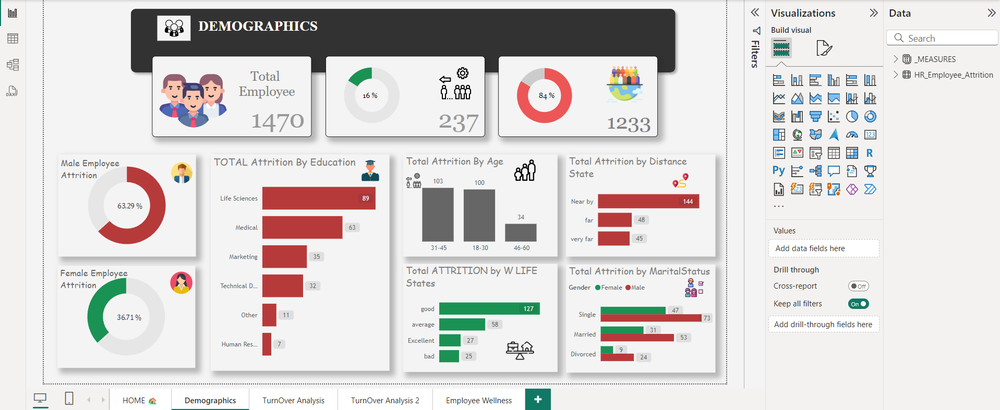 DEMOGRAPHICS
Total
Employee
1470
16 %
237
84 %
1233
Male Employee
Attrition
63.29 %
Female Employee
Attrition
36.71 %
TOTAL Attrition By Education
Life Sciences
89
Medical
63
Marketing
35
Technical D...
32
Other
11
Human Res...
7
Total Attrition By Age
103
100
34
31-45
18-30
46-60
Total Attrition by Distance
State
Near by
144
far
48
very far
45
Total ATTRITION by W LIFE
States
good
127
average
58
Excellent
27
bad
25
Total Attrition by MaritalStatus
Gender Female Male
Single
47
73
Married
31
53
Divorced
9
24
HOME
Demographics
TurnOver Analysis
TurnOver Analysis 2
Employee Wellness
+
DAX
Filters
Visualizations
Build visual
123
R
Py
123
...
Values
Add data fields here
Drill through
Cross-report
Off
Keep all filters
On
Add drill-through fields here
Data
Search
_MEASURES
HR_Employee_Attrition